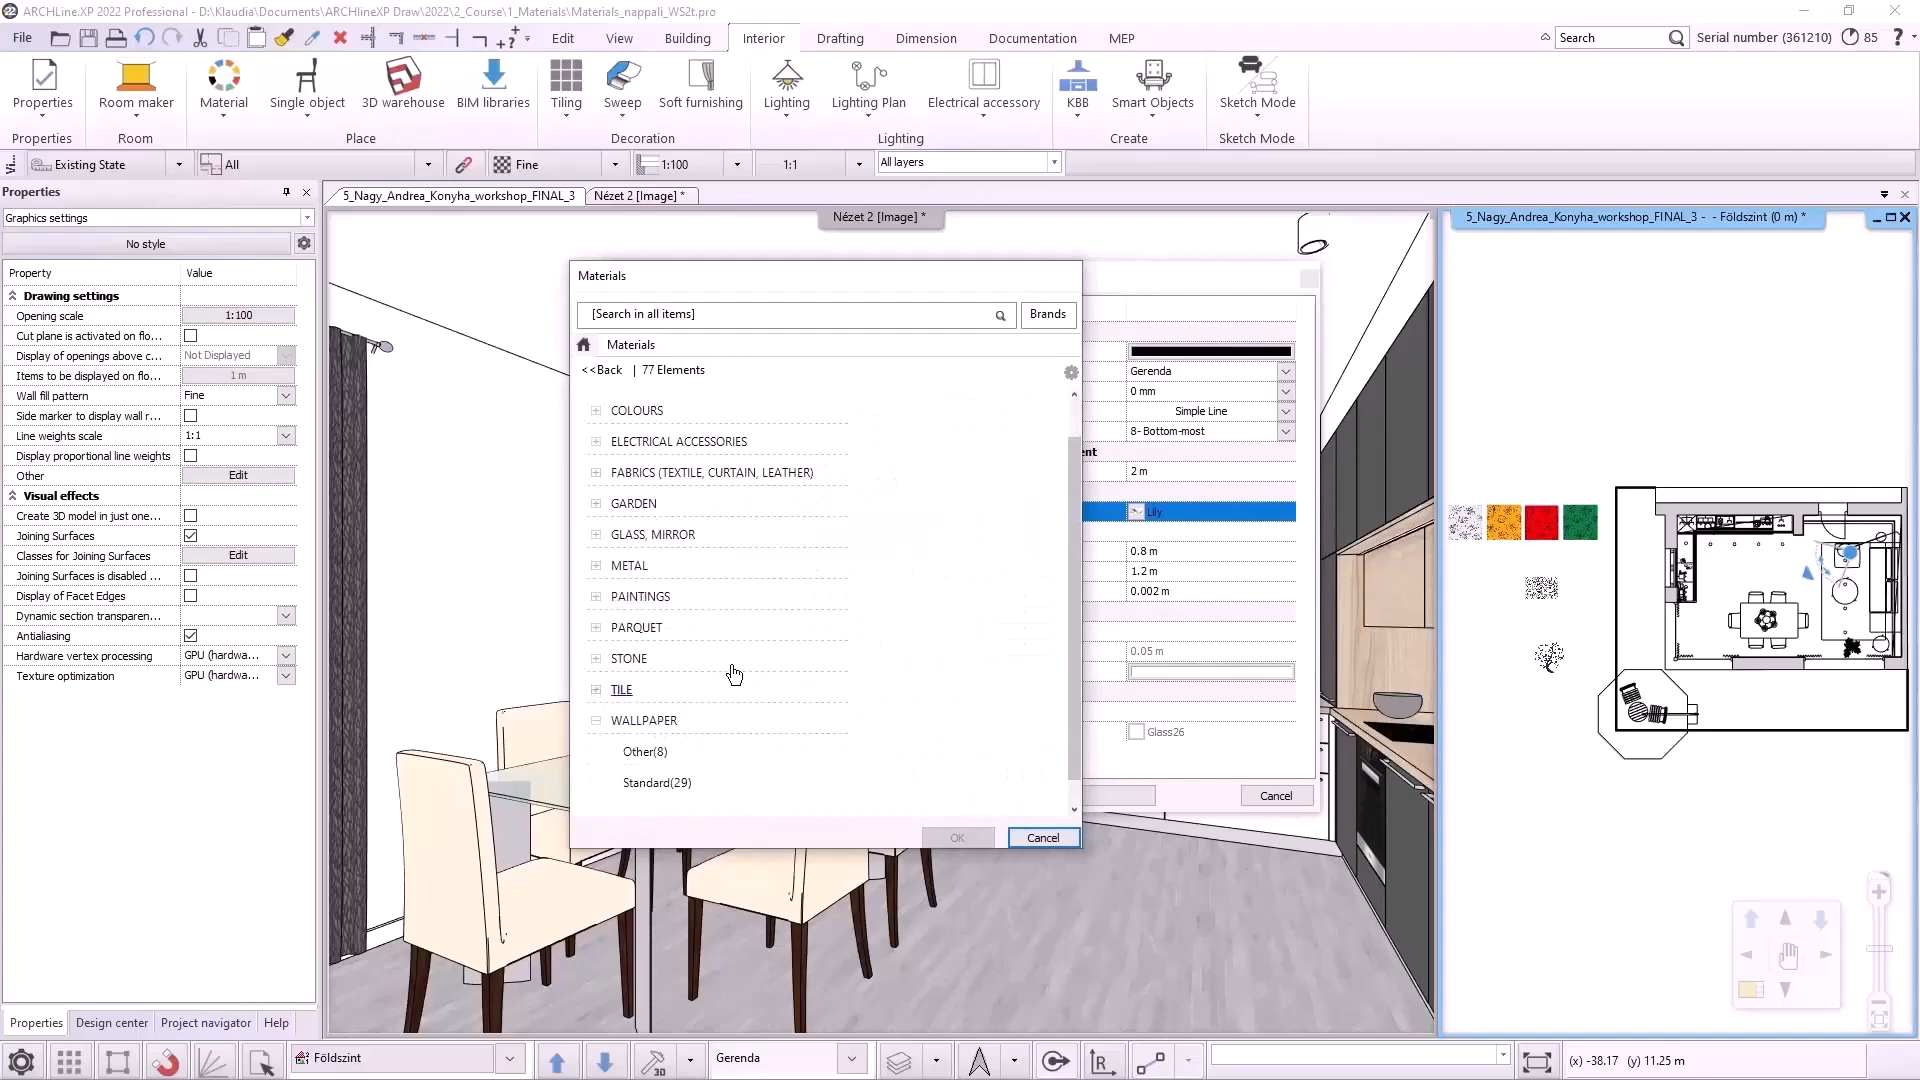 ARCHLine.XP 2022 Professional - D:\Klaudia\Documents\ARCHlineXP Draw\2022\2_Course\1_Materials\Materials_nappali_WS2t.pro
File
Edit
View
Building
Interior
Drafting
Dimension
Documentation
MEP
Search
Serial number (361210)
85
?
Properties
Room maker
Material
Single object
3D warehouse
BIM libraries
Tiling
Sweep
Soft furnishing
Lighting
Lighting Plan
Electrical accessory
KBB
Smart Objects
Sketch Mode
Properties
Room
Place
Decoration
Lighting
Create
Sketch Mode
Existing State
All
Fine
1:100
1:1
All layers
Properties
5_Nagy_Andrea_Konyha_workshop_FINAL_3
Nézet 2 [Image] *
Graphics settings
No style
Property Value
Drawing settings
Opening scale 1:100
Cut plane is activated on flo...
Display of openings above c... Not Displayed
Items to be displayed on flo... 1 m
Wall fill pattern Fine
Side marker to display wall r...
Line weights scale 1:1
Display proportional line weights
Other Edit
Visual effects
Create 3D model in just one...
Joining Surfaces
Classes for Joining Surfaces Edit
Joining Surfaces is disabled ...
Display of Facet Edges
Dynamic section transparen...
Antialiasing
Hardware vertex processing GPU (hardwa...
Texture optimization GPU (hardwa...
Nézet 2 [Image] *
5_Nagy_Andrea_Konyha_workshop_FINAL_3 - - Földszint (0 m) *
Materials
[Search in all items]
Brands
Materials
<<Back | 77 Elements
COLOURS
ELECTRICAL ACCESSORIES
FABRICS (TEXTILE, CURTAIN, LEATHER)
GARDEN
GLASS, MIRROR
METAL
PAINTINGS
PARQUET
STONE
TILE
WALLPAPER
Other(8)
Standard(29)
OK
Cancel
Gerenda
0 mm
Simple Line
8- Bottom-most
ent
2 m
Lily
0.8 m
1.2 m
0.002 m
0.05 m
Glass26
Cancel
Properties
Design center
Project navigator
Help
Földszint
3D
Gerenda
R
(x) -38.17 (y) 11.25 m